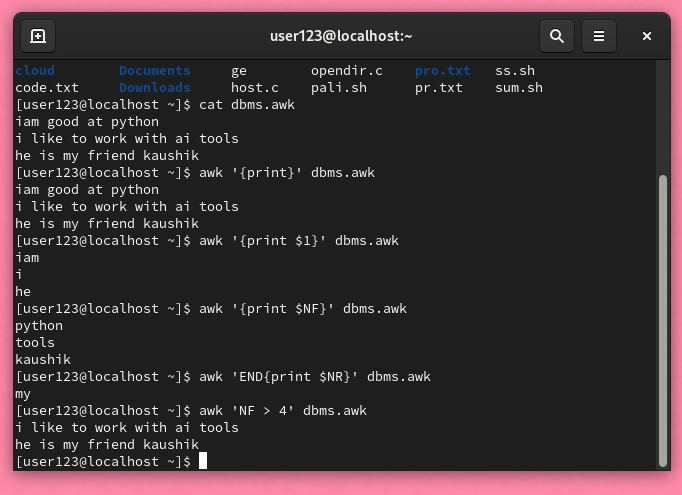 user123@localhost:~
cloud Documents ge opendir.c pro.txt ss.sh
code.txt Downloads host.c pali.sh pr.txt sum.sh
[user123@localhost ~]$ cat dbms.awk
iam good at python
i like to work with ai tools
he is my friend kaushik
[user123@localhost ~]$ awk '{print}' dbms.awk
iam good at python
i like to work with ai tools
he is my friend kaushik
[user123@localhost ~]$ awk '{print $1}' dbms.awk
iam
i
he
[user123@localhost ~]$ awk '{print $NF}' dbms.awk
python
tools
kaushik
[user123@localhost ~]$ awk 'END{print $NR}' dbms.awk
my
[user123@localhost ~]$ awk 'NF > 4' dbms.awk
i like to work with ai tools
he is my friend kaushik
[user123@localhost ~]$